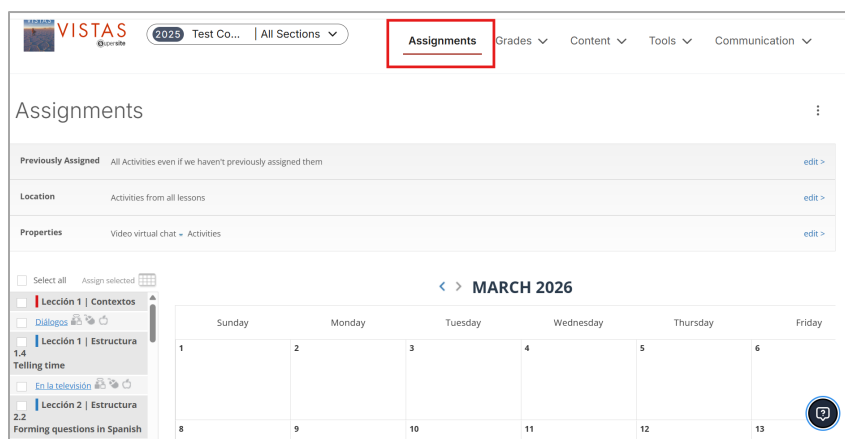 VISTAS
VISTAS
Supersite
2025 Test Co... | All Sections
Assignments
Grades
Content
Tools
Communication
Assignments
Previously Assigned All Activities even if we haven't previously assigned them edit >
Location Activities from all lessons edit >
Properties Video virtual chat - Activities edit >
Select all Assign selected
< > MARCH 2026
Lección 1 | Contextos
Diálogos
Lección 1 | Estructura
1.4
Telling time
En la televisión
Lección 2 | Estructura
2.2
Forming questions in Spanish
Sunday Monday Tuesday Wednesday Thursday Friday
1 2 3 4 5 6
8 9 10 11 12 13